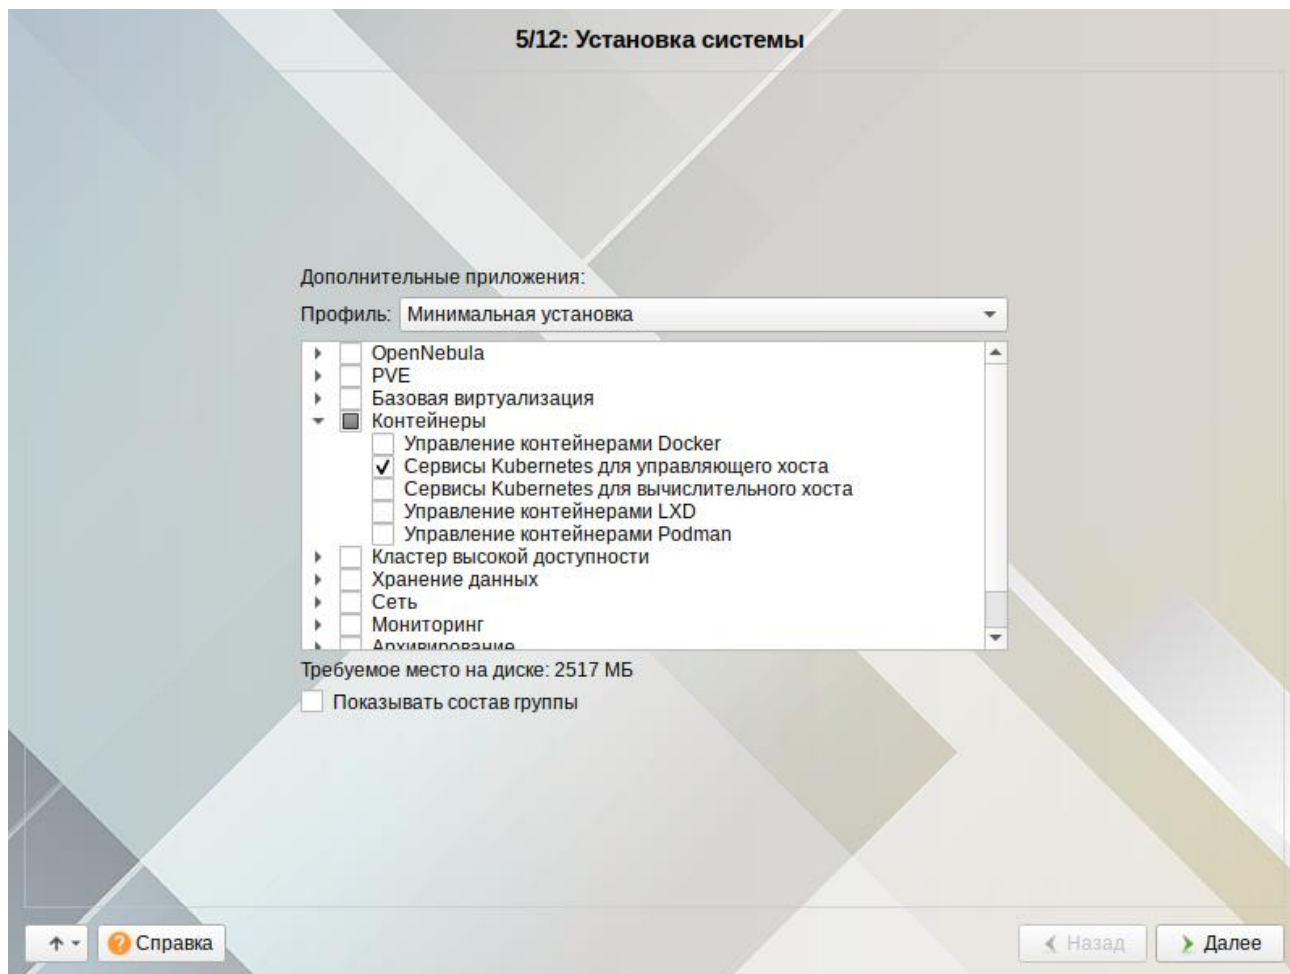 5/12: Установка системы
Дополнительные приложения:
Профиль: Минимальная установка
OpenNebula
PVE
Базовая виртуализация
Контейнеры
Управление контейнерами Docker
Сервисы Kubernetes для управляющего хоста
Сервисы Kubernetes для вычислительного хоста
Управление контейнерами LXD
Управление контейнерами Podman
Кластер высокой доступности
Хранение данных
Сеть
Мониторинг
Архивирование
Требуемое место на диске: 2517 МБ
Показывать состав группы
Справка
Назад
Далее